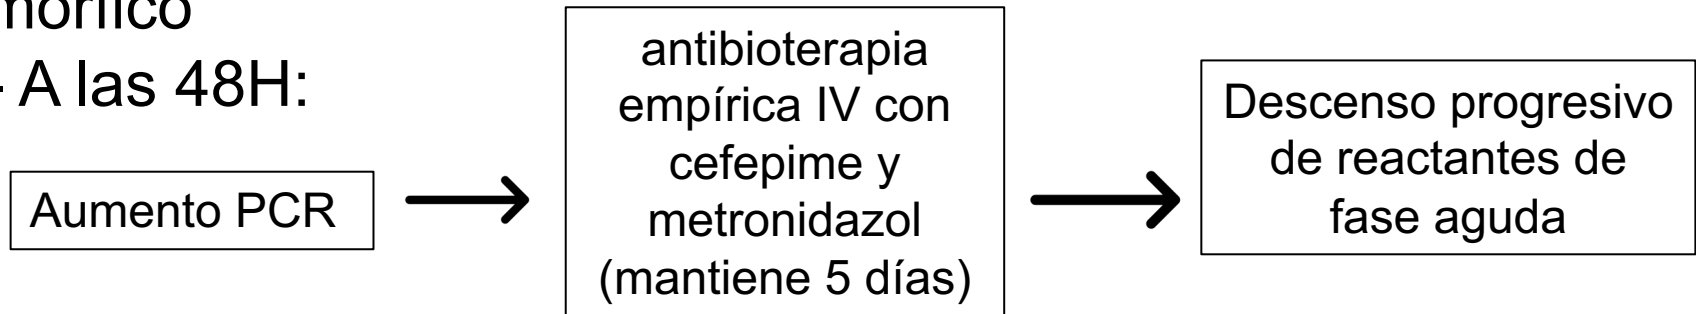 A las 48H:
Aumento PCR
antibioterapia
empírica IV con
cefepime y
metronidazol
(mantiene 5 días)
Descenso progresivo
de reactantes de
fase aguda